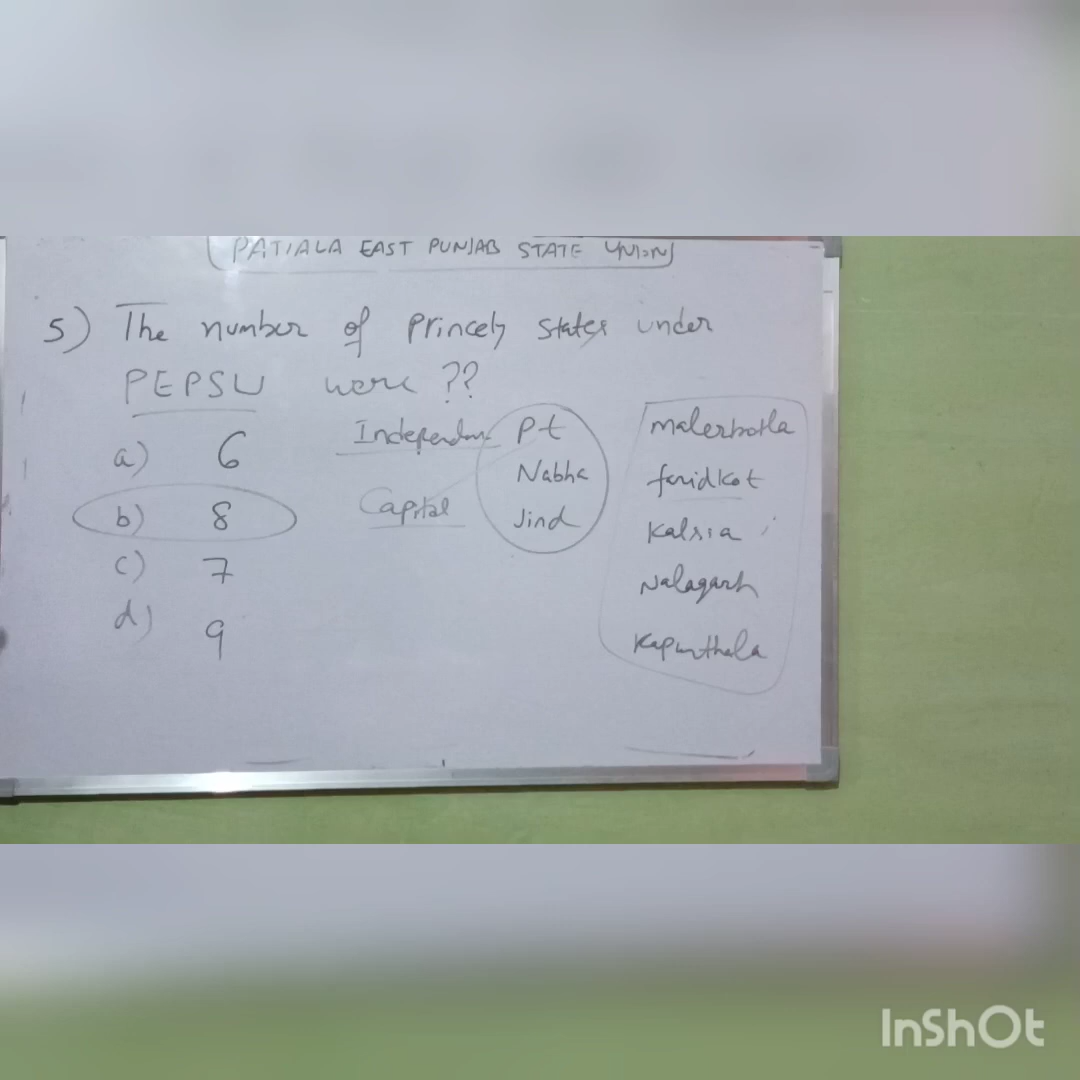 PATIALA EAST PUNJAB STATE UNION
5) The number of Princely states under
PEPSU were ??
a) 6
b) 8
c) 7
d) 9
Independen
Capital
Pt
Nabha
Jind
malerkotla
faridkot
Kalsia
Nalagarh
Kapurthala
InShOt